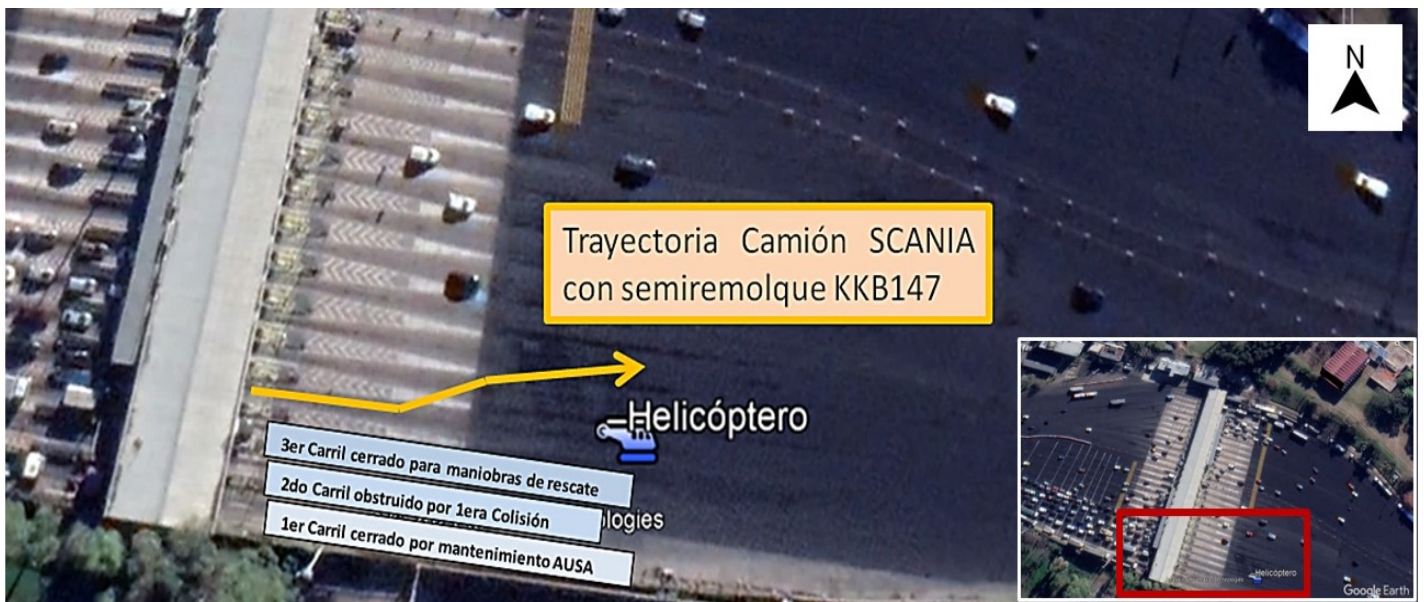 N
Trayectoria Camión SCANIA
con semiremolque KKB147
Helicóptero
3er Carril cerrado para maniobras de rescate
2do Carril obstruido por 1era Colisión
ologies
1er Carril cerrado por mantenimiento AUSA
Helicóptero
Google Earth